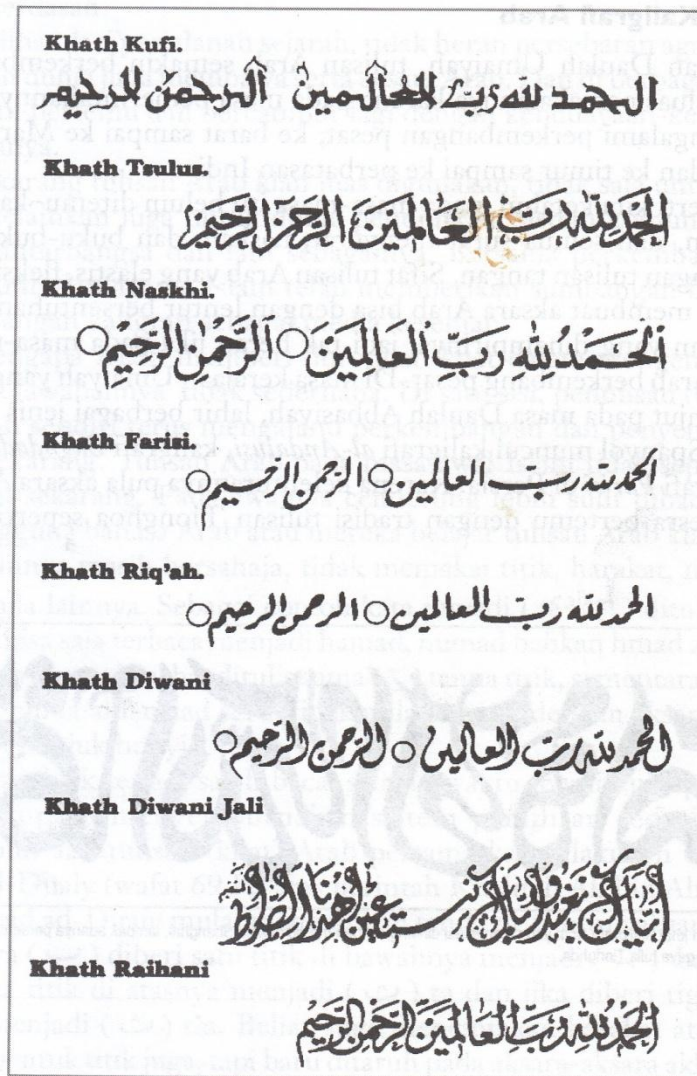 Khath Kufi.
الحمد لله رب العالمين الرحمن الرحيم
Khath Tsulus.
الحمد لله رب العالمين الرحمن الرحيم
Khath Naskhi.
الحمد لله رب العالمين ○ الرحمن الرحيم ○
Khath Farisi.
الحمد لله رب العالمين ○ الرحمن الرحيم ○
Khath Riq'ah.
الحمد لله رب العالمين ○ الرحمن الرحيم ○
Khath Diwani
الحمد لله رب العالمين ○ الرحمن الرحيم ○
Khath Diwani Jali
إياك نعبد وإياك نستعين اهدنا الصراط
Khath Raihani
الحمد لله رب العالمين الرحمن الرحيم